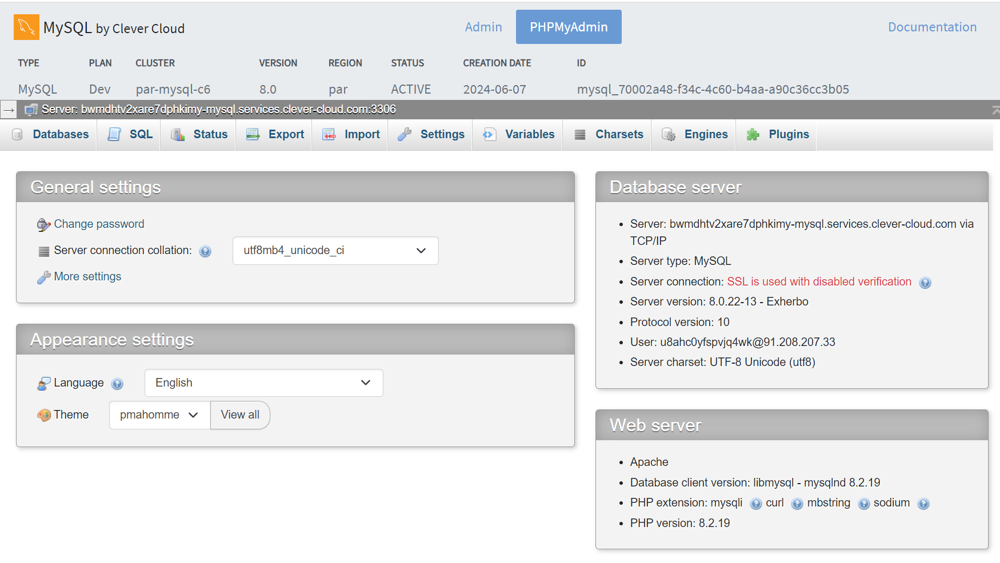 MySQL by Clever Cloud
Admin
PHPMyAdmin
Documentation
TYPE PLAN CLUSTER VERSION REGION STATUS CREATION DATE ID
MySQL Dev par-mysql-c6 8.0 par ACTIVE 2024-06-07 mysql_70002a48-f34c-4c60-b4aa-a90c36cc3b05
Server: bwmdhtv2xare7dphkimy-mysql.services.clever-cloud.com:3306
Databases SQL Status Export Import Settings Variables Charsets Engines Plugins
General settings
Change password
Server connection collation: utf8mb4_unicode_ci
More settings
Appearance settings
Language English
Theme pmahomme View all
Database server
Server: bwmdhtv2xare7dphkimy-mysql.services.clever-cloud.com via
TCP/IP
Server type: MySQL
Server connection: SSL is used with disabled verification
Server version: 8.0.22-13 - Exherbo
Protocol version: 10
User: u8ahc0yfspvjq4wk@91.208.207.33
Server charset: UTF-8 Unicode (utf8)
Web server
Apache
Database client version: libmysql - mysqlnd 8.2.19
PHP extension: mysqli curl mbstring sodium
PHP version: 8.2.19